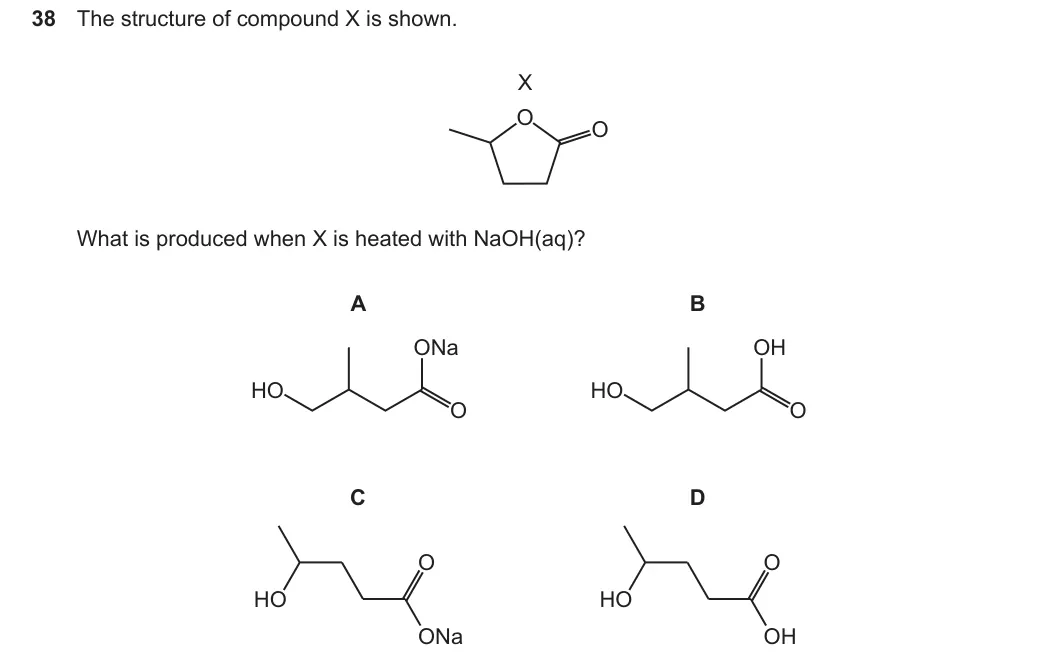 38 The structure of compound X is shown.
X
O
O
What is produced when X is heated with NaOH(aq)?
A
B
ONa
OH
HO
O
HO
O
C
D
O
O
HO
HO
ONa
OH